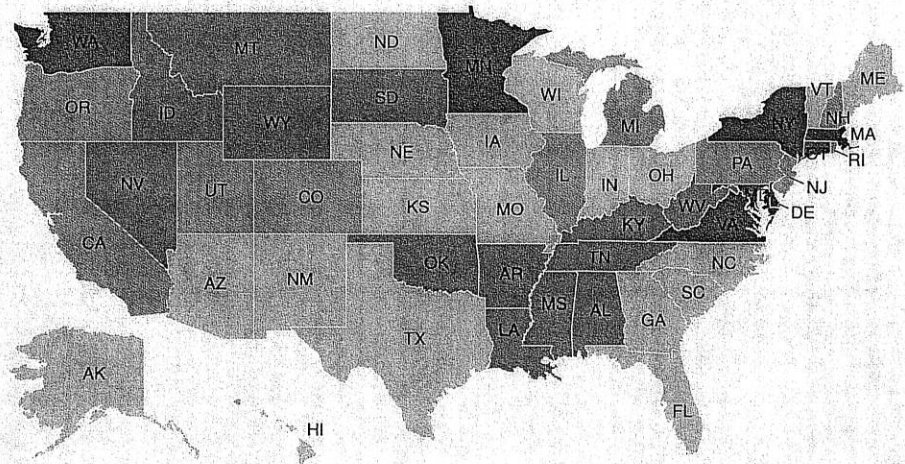 WA
MT
ND
MN
ME
VT
OR
ID
SD
WI
NH
NY
MA
WY
MI
RI
CT
IA
NE
PA
NV
IL
IN
OH
NJ
UT
CO
DE
KS
MO
WV
VA
KY
CA
TN
NC
OK
AZ
NM
AR
SC
MS
AL
GA
LA
TX
AK
FL
HI